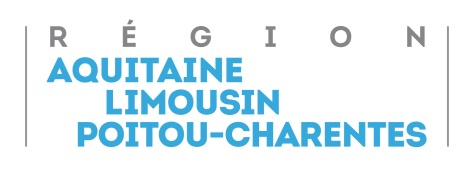 RÉGION
AQUITAINE
LIMOUSIN
POITOU-CHARENTES